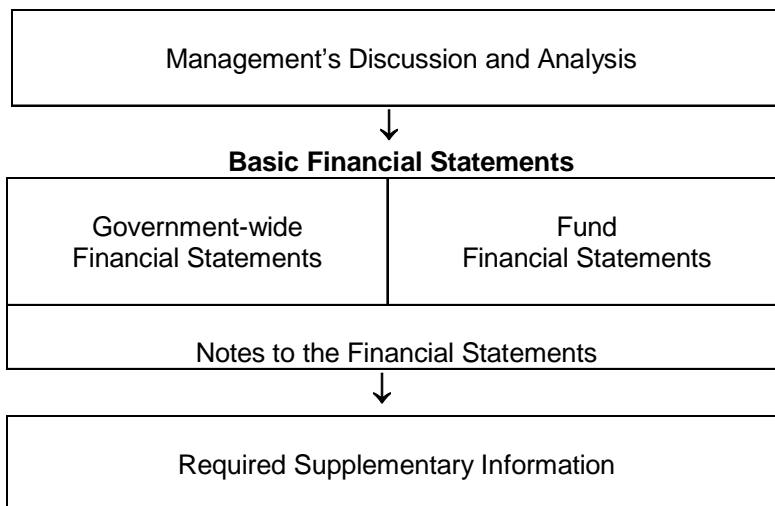 Management’s Discussion and Analysis
↓
Basic Financial Statements
Government-wide
Financial Statements
Fund
Financial Statements
Notes to the Financial Statements
↓
Required Supplementary Information